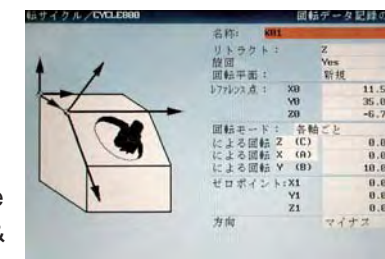 転サイクル/CYCLE800 回転データ記録の
名称: K01
リトラクト: Z
旋回 Yes
回転平面: 新規
レファレンス点: X0 11.5
Y0 35.0
Z0 -6.7
回転モード: 各軸ごと
による回転 Z (C) 0.0
による回転 X (A) 0.0
による回転 Y (B) 10.0
ゼロポイント:X1 0.0
Y1 0.0
Z1 0.0
方向 マイナス
e
&